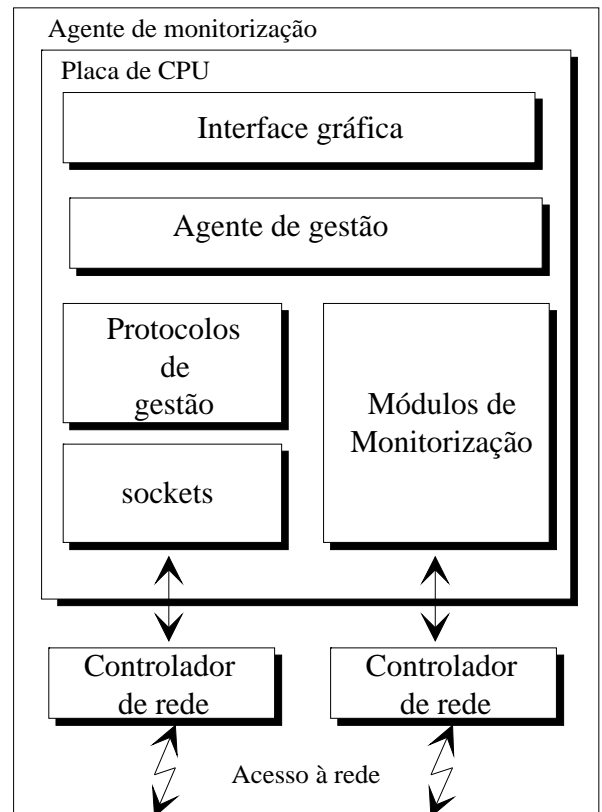 Agente de monitorização
Placa de CPU
Interface gráfica
Agente de gestão
Protocolos
de
gestão
sockets
Módulos de
Monitorização
Controlador
de rede
Controlador
de rede
Acesso à rede